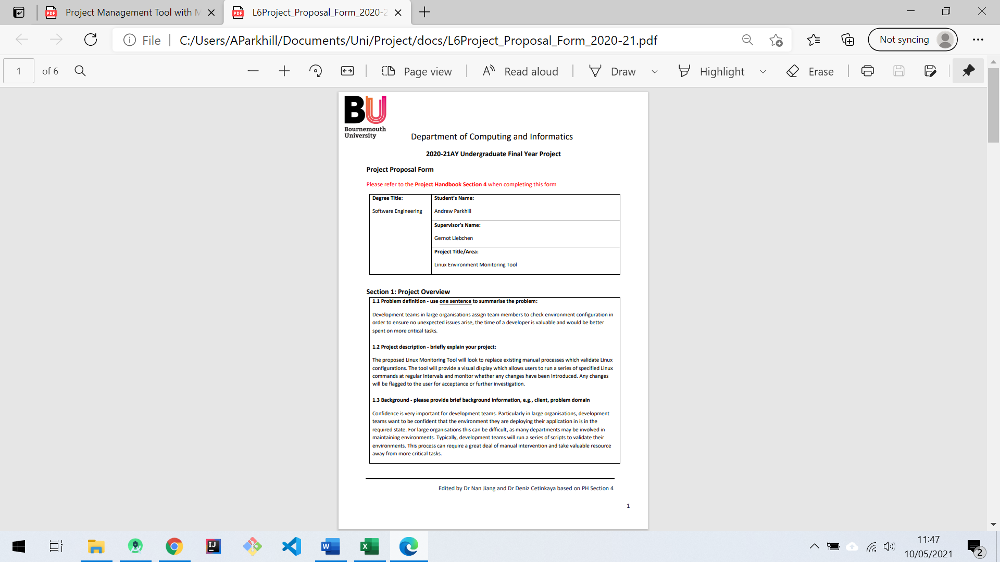 Project Management Tool with M
L6Project_Proposal_Form_2020-2
File
C:/Users/AParkhill/Documents/Uni/Project/docs/L6Project_Proposal_Form_2020-21.pdf
Not syncing
1 of 6
Page view
Read aloud
Draw
Highlight
Erase
BU
Bournemouth
University
Department of Computing and Informatics
2020-21AY Undergraduate Final Year Project
Project Proposal Form
Please refer to the Project Handbook Section 4 when completing this form
Degree Title:
Software Engineering
Student's Name:
Andrew Parkhill
Supervisor's Name:
Gernot Liebchen
Project Title/Area:
Linux Environment Monitoring Tool
Section 1: Project Overview
1.1 Problem definition - use one sentence to summarise the problem:
Development teams in large organisations assign team members to check environment configuration in
order to ensure no unexpected issues arise, the time of a developer is valuable and would be better
spent on more critical tasks.
1.2 Project description - briefly explain your project:
The proposed Linux Monitoring Tool will look to replace existing manual processes which validate Linux
configurations. The tool will provide a visual display which allows users to run a series of specified Linux
commands at regular intervals and monitor whether any changes have been introduced. Any changes
will be flagged to the user for acceptance or further investigation.
1.3 Background - please provide brief background information, e.g., client, problem domain
Confidence is very important for development teams. Particularly in large organisations, development
teams want to be confident that the environment they are deploying their application in is in the
required state. For large organisations this can be difficult, as many departments may be involved in
maintaining environments. Typically, development teams will run a series of scripts to validate their
environments. This process can require a great deal of manual intervention and take valuable resource
away from more critical tasks.
Edited by Dr Nan Jiang and Dr Deniz Cetinkaya based on PH Section 4
1
11:47
10/05/2021
2